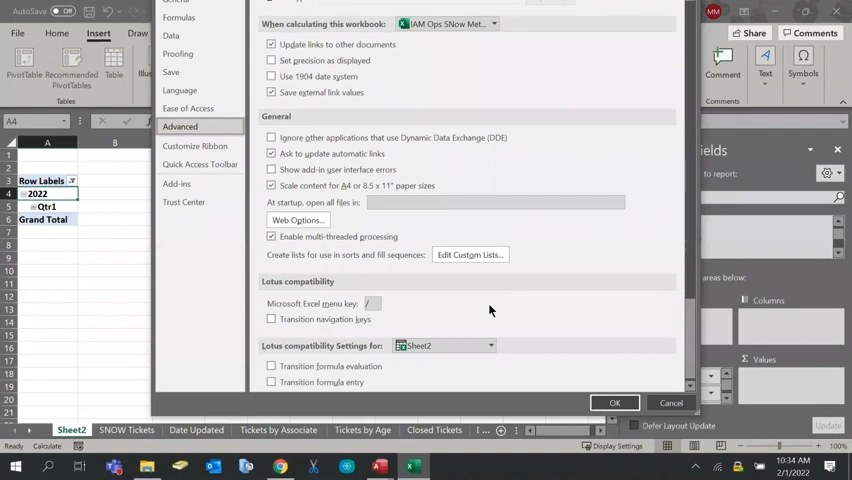 AutoSave Off
MM
File Home Insert
Share Comments
PivotTable Recommended PivotTables Table
Tables
Comment Text Symbols
Comments
A4
A B
Row Labels
2022
Qtr1
Grand Total
1
2
3
4
5
6
7
8
9
10
11
12
13
14
15
16
17
18
19
20
21
Formulas
Data
Proofing
Save
Language
Ease of Access
Advanced
Customize Ribbon
Quick Access Toolbar
Add-ins
Trust Center
When calculating this workbook: IAM Ops SNow Met...
Update links to other documents
Set precision as displayed
Use 1904 date system
Save external link values
General
Ignore other applications that use Dynamic Data Exchange (DDE)
Ask to update automatic links
Show add-in user interface errors
Scale content for A4 or 8.5 x 11" paper sizes
At startup, open all files in:
Web Options...
Enable multi-threaded processing
Create lists for use in sorts and fill sequences: Edit Custom Lists...
Lotus compatibility
Microsoft Excel menu key: /
Transition navigation keys
Lotus compatibility Settings for: Sheet2
Transition formula evaluation
Transition formula entry
OK Cancel
ields
to report:
areas below:
Columns
Σ Values
Defer Layout Update Update
Sheet2 SNOW Tickets Date Updated Tickets by Associate Tickets by Age Closed Tickets
Ready Calculate Display Settings 100%
10:34 AM
2/1/2022